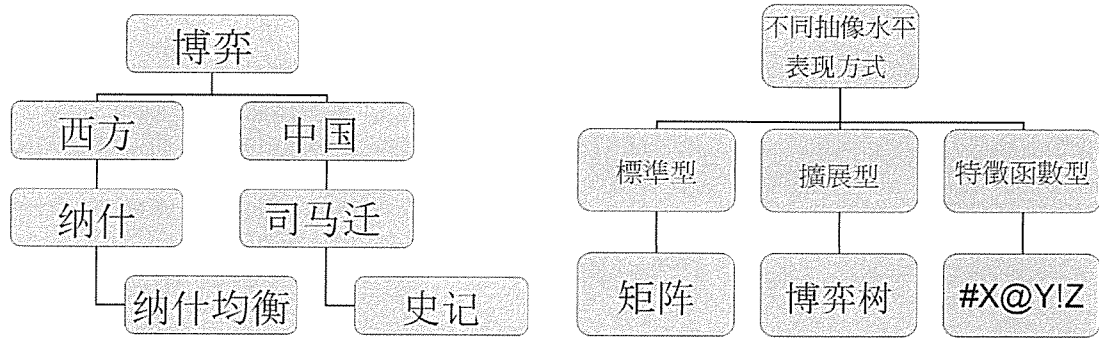 博弈
西方
中国
纳什
司马迁
纳什均衡
史记
不同抽像水平
表现方式
標準型
擴展型
特徵函數型
矩阵
博弈树
#X@Y!Z